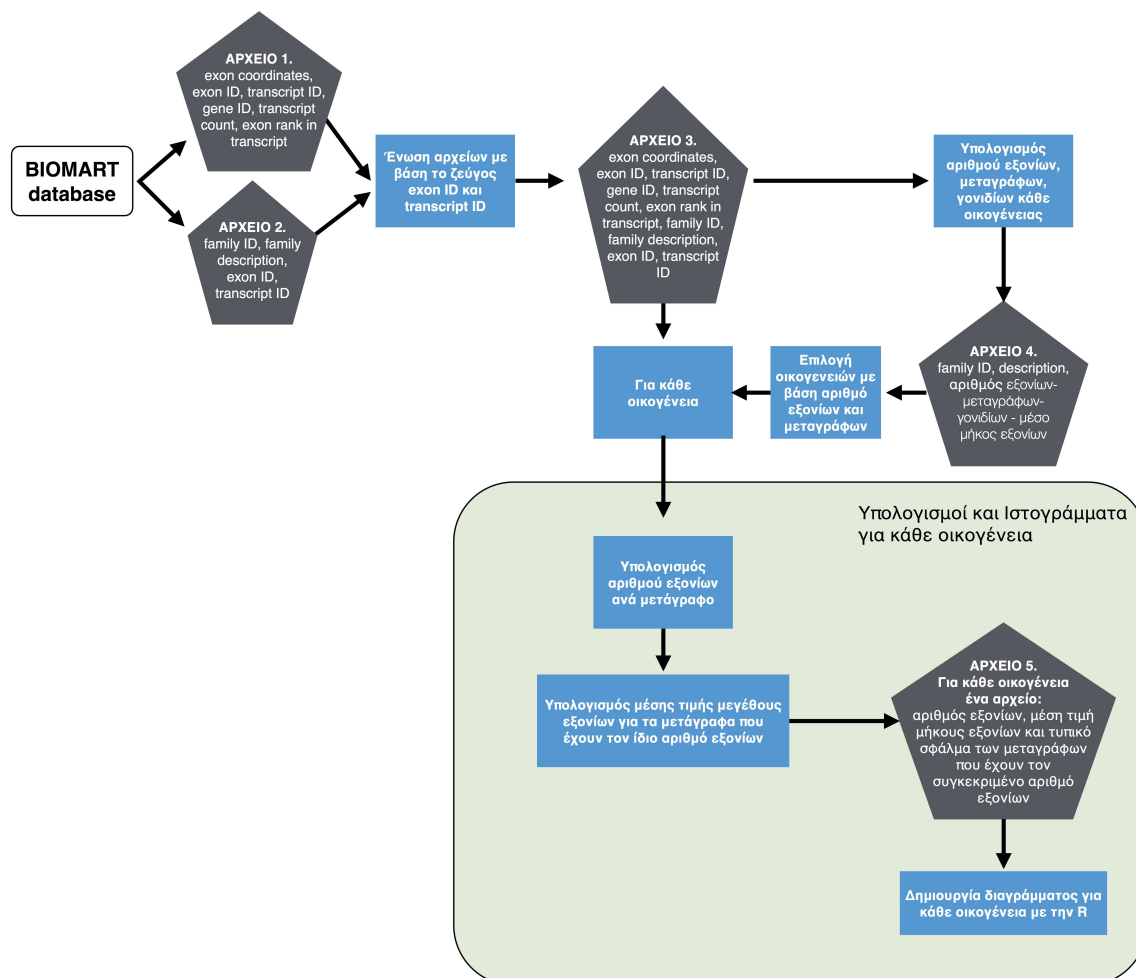 BIOMART
database
ΑΡΧΕΙΟ 1.
exon coordinates,
exon ID, transcript ID,
gene ID, transcript
count, exon rank in
transcript
ΑΡΧΕΙΟ 2.
family ID, family
description,
exon ID,
transcript ID
Ένωση αρχείων με
βάση το ζεύγος
exon ID και
transcript ID
ΑΡΧΕΙΟ 3.
exon coordinates,
exon ID, transcript ID,
gene ID, transcript
count, exon rank in
transcript, family ID,
family description,
exon ID, transcript
ID
Υπολογισμός
αριθμού εξονίων,
μεταγράφων,
γονιδίων κάθε
οικογένειας
ΑΡΧΕΙΟ 4.
family ID, description,
αριθμός εξονίων-
μεταγράφων-
γονιδίων - μέσο
μήκος εξονίων
Επιλογή
οικογενειών με
βάση αριθμό
εξονίων και
μεταγράφων
Για κάθε
οικογένεια
Υπολογισμοί και Ιστογράμματα
για κάθε οικογένεια
Υπολογισμός
αριθμού εξονίων
ανά μετάγραφο
Υπολογισμός μέσης τιμής μεγέθους
εξονίων για τα μετάγραφα που
έχουν τον ίδιο αριθμό εξονίων
ΑΡΧΕΙΟ 5.
Για κάθε οικογένεια
ένα αρχείο:
αριθμός εξονίων, μέση τιμή
μήκους εξονίων και τυπικό
σφάλμα των μεταγράφων
που έχουν τον
συγκεκριμένο αριθμό
εξονίων
Δημιουργία διαγράμματος για
κάθε οικογένεια με την R